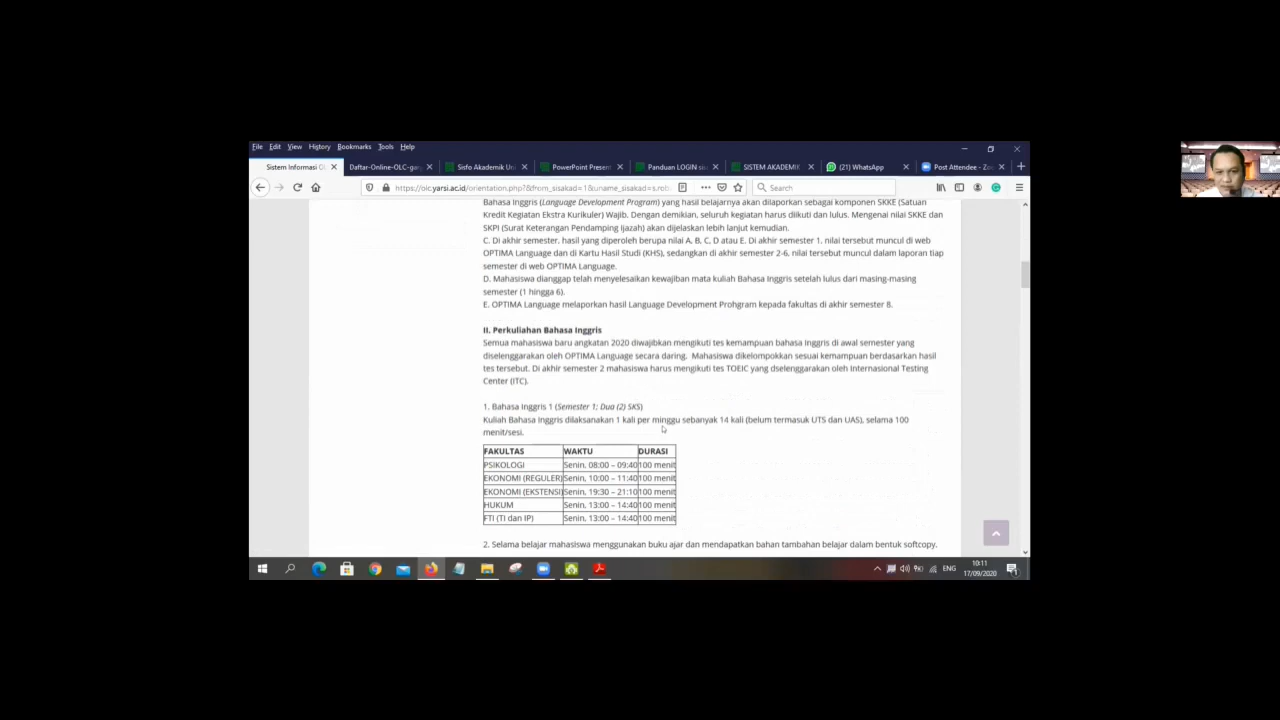 File Edit View History Bookmarks Tools Help
Sistem Informasi OL
Daftar-Online-OLC-gan
Sisfo Akademik Un
PowerPoint Presen
Panduan LOGIN sis
SISTEM AKADEMIK
(21) WhatsApp
Post Attendee - Zoo
https://oic.yarsi.ac.id/orientation.php?&from_sisakad=1&uname_sisakad=s.rob
Search
Bahasa Inggris (Language Development Program) yang hasil belajarnya akan dilaporkan sebagai komponen SKKE (Satuan
Kredit Kegiatan Ekstra Kurikuler) Wajib. Dengan demikian, seluruh kegiatan harus diikuti dan lulus. Mengenai nilai SKKE dan
SKPI (Surat Keterangan Pendamping Ijazah) akan dijelaskan lebih lanjut kemudian.
C. Di akhir semester, hasil yang diperoleh berupa nilai A, B, C, D atau E. Di akhir semester 1, nilai tersebut muncul di web
OPTIMA Language dan di Kartu Hasil Studi (KHS), sedangkan di akhir semester 2-6, nilai tersebut muncul dalam laporan tiap
semester di web OPTIMA Language.
D. Mahasiswa dianggap telah menyelesaikan kewajiban mata kuliah Bahasa Inggris setelah lulus dari masing-masing
semester (1 hingga 6).
E. OPTIMA Language melaporkan hasil Language Development Prohgram kepada fakultas di akhir semester 8.
II. Perkuliahan Bahasa Inggris
Semua mahasiswa baru angkatan 2020 diwajibkan mengikuti tes kemampuan bahasa Inggris di awal semester yang
diselenggarakan oleh OPTIMA Language secara daring. Mahasiswa dikelompokkan sesuai kemampuan berdasarkan hasil
tes tersebut. Di akhir semester 2 mahasiswa harus mengikuti tes TOEIC yang dselenggarakan oleh Internasional Testing
Center (ITC).
1. Bahasa Inggris 1 (Semester 1; Dua (2) SKS)
Kuliah Bahasa Inggris dilaksanakan 1 kali per minggu sebanyak 14 kali (belum termasuk UTS dan UAS), selama 100
menit/sesi.
FAKULTAS WAKTU DURASI
PSIKOLOGI Senin, 08:00 – 09:40 100 menit
EKONOMI (REGULER) Senin, 10:00 – 11:40 100 menit
EKONOMI (EKSTENSI) Senin, 19:30 – 21:10 100 menit
HUKUM Senin, 13:00 – 14:40 100 menit
FTI (TI dan IP) Senin, 13:00 – 14:40 100 menit
2. Selama belajar mahasiswa menggunakan buku ajar dan mendapatkan bahan tambahan belajar dalam bentuk softcopy.
ENG
10:11
17/09/2020